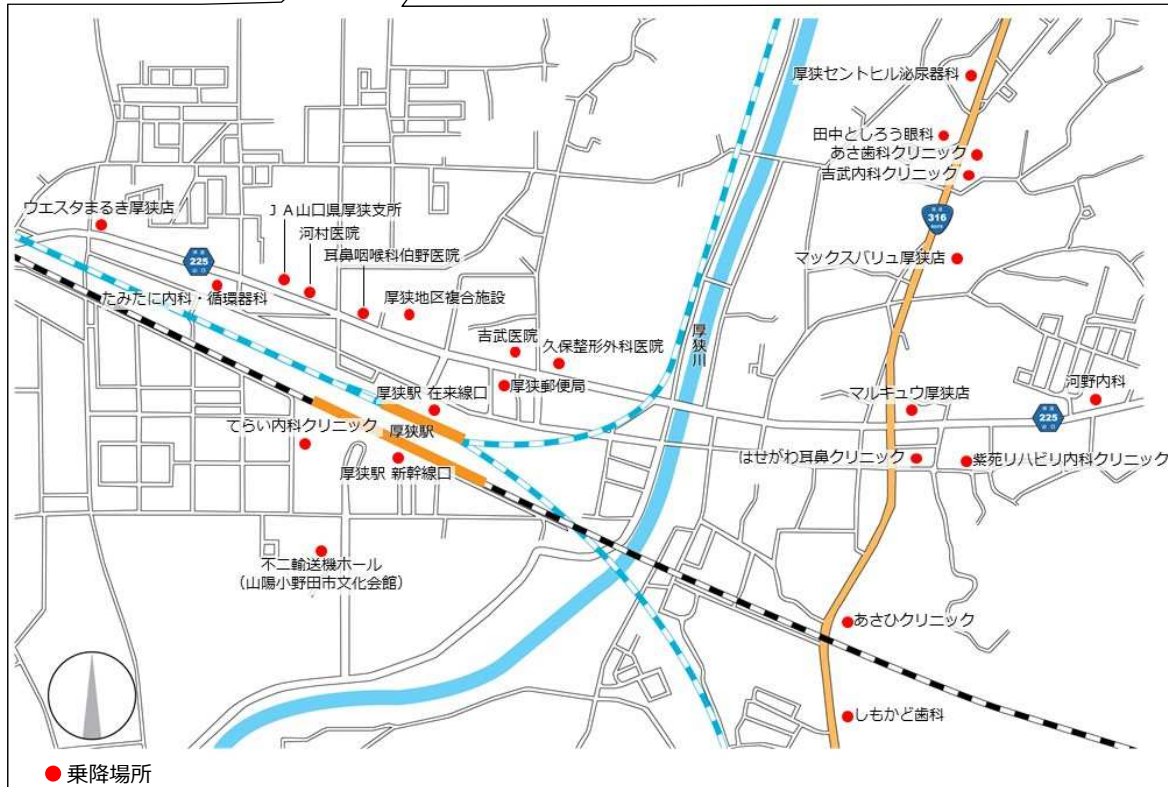 厚狭セントヒル泌尿器科
田中としろう眼科
あさ歯科クリニック
吉武内科クリニック
316
ウエスタまるき厚狭店
JA山口県厚狭支所
河村医院
耳鼻咽喉科伯野医院
225
マックスバリュ厚狭店
たみたに内科・循環器科
厚狭地区複合施設
厚狭川
吉武医院
久保整形外科医院
厚狭郵便局
河野内科
厚狭駅 在来線口
マルキュウ厚狭店
225
てらい内科クリニック
厚狭駅
はせがわ耳鼻クリニック
紫苑リハビリ内科クリニック
厚狭駅 新幹線口
不二輸送機ホール
(山陽小野田市文化会館)
あさひクリニック
しもかど歯科
乗降場所